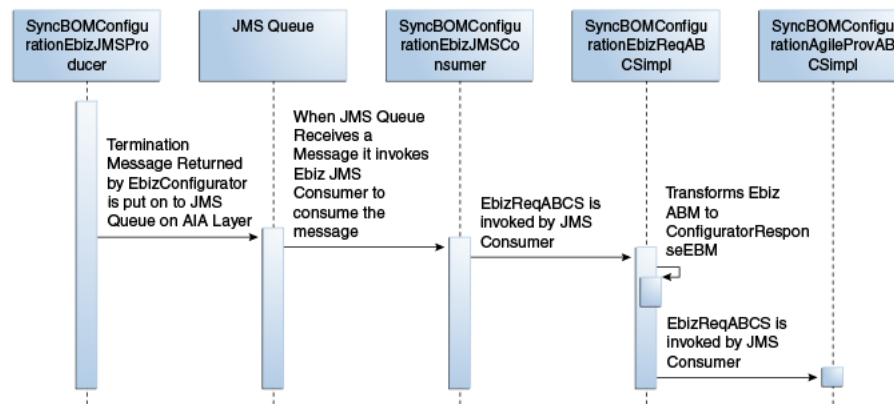 SyncBOMConfigu
rationEbizJMSPro
ducer
JMS Queue
SyncBOMConfigu
rationEbizJMSCo
nsumer
SyncBOMConfigu
rationEbizReqAB
CSimpl
SyncBOMConfigu
rationAgileProvAB
CSimpl
Termination
Message Returned
by EbizConfigurator
is put on to JMS
Queue on AIA Layer
When JMS Queue
Receives a
Message it invokes
Ebiz JMS
Consumer to
consume the
message
EbizReqABCS is
invoked by JMS
Consumer
Transforms Ebiz
ABM to
ConfiguratorRespon
seEBM
EbizReqABCS is
invoked by JMS
Consumer